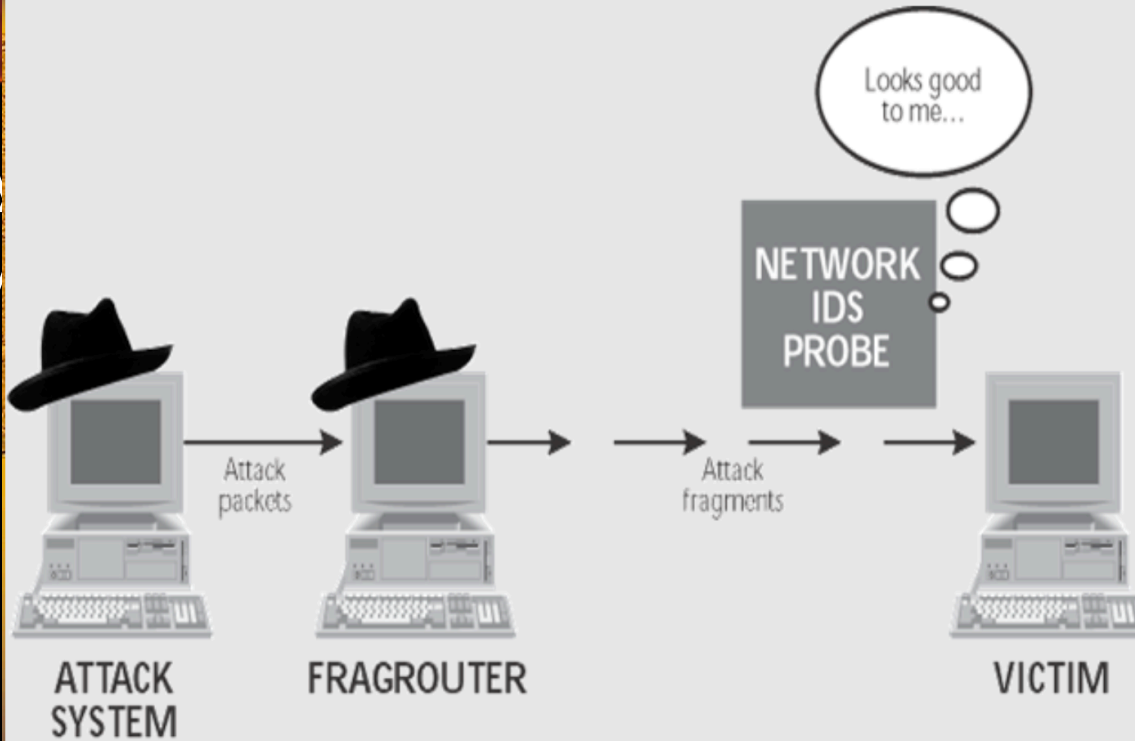 Looks good
to me...
NETWORK
IDS
PROBE
Attack
packets
Attack
fragments
ATTACK
SYSTEM
FRAGROUTER
VICTIM